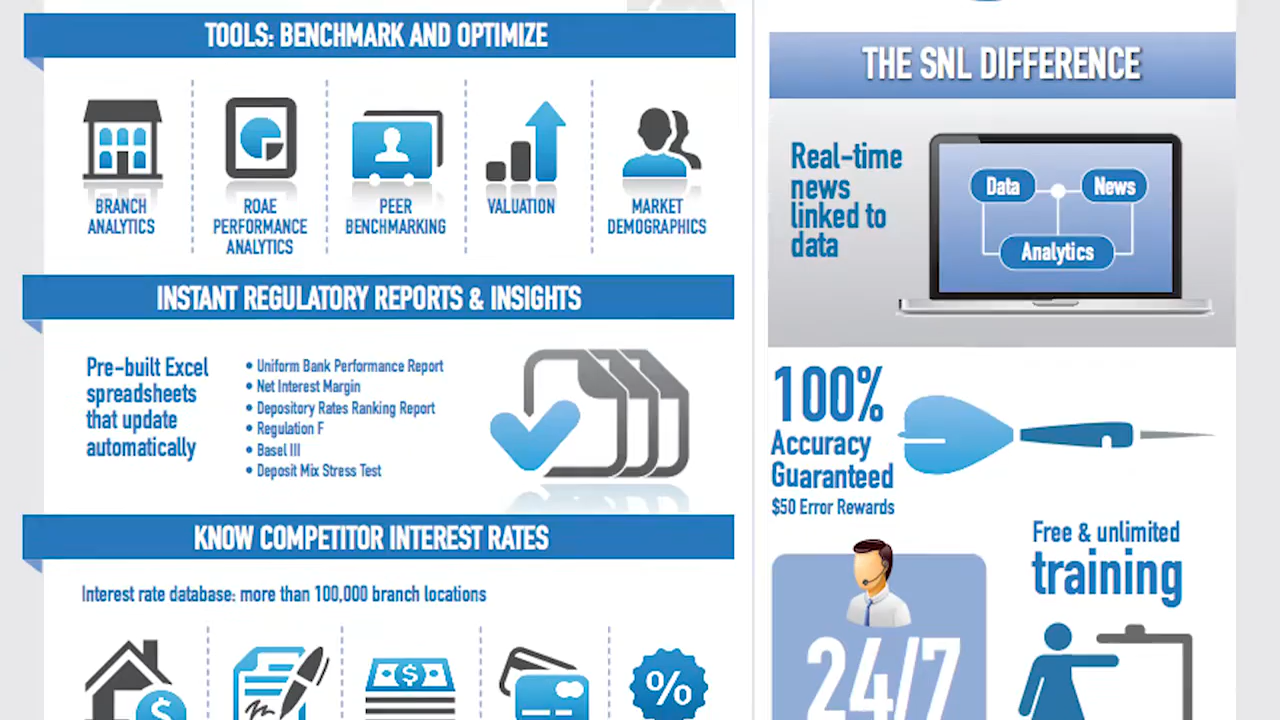 TOOLS: BENCHMARK AND OPTIMIZE
BRANCH
ANALYTICS
ROAE
PERFORMANCE
ANALYTICS
PEER
BENCHMARKING
VALUATION
MARKET
DEMOGRAPHICS
INSTANT REGULATORY REPORTS & INSIGHTS
Pre-built Excel
spreadsheets
that update
automatically
• Uniform Bank Performance Report
• Net Interest Margin
• Depository Rates Ranking Report
• Regulation F
• Basel III
• Deposit Mix Stress Test
KNOW COMPETITOR INTEREST RATES
Interest rate database: more than 100,000 branch locations
$
$
%
THE SNL DIFFERENCE
Real-time
news
linked to
data
Data
News
Analytics
100%
Accuracy
Guaranteed
$50 Error Rewards
24/7
Free & unlimited
training